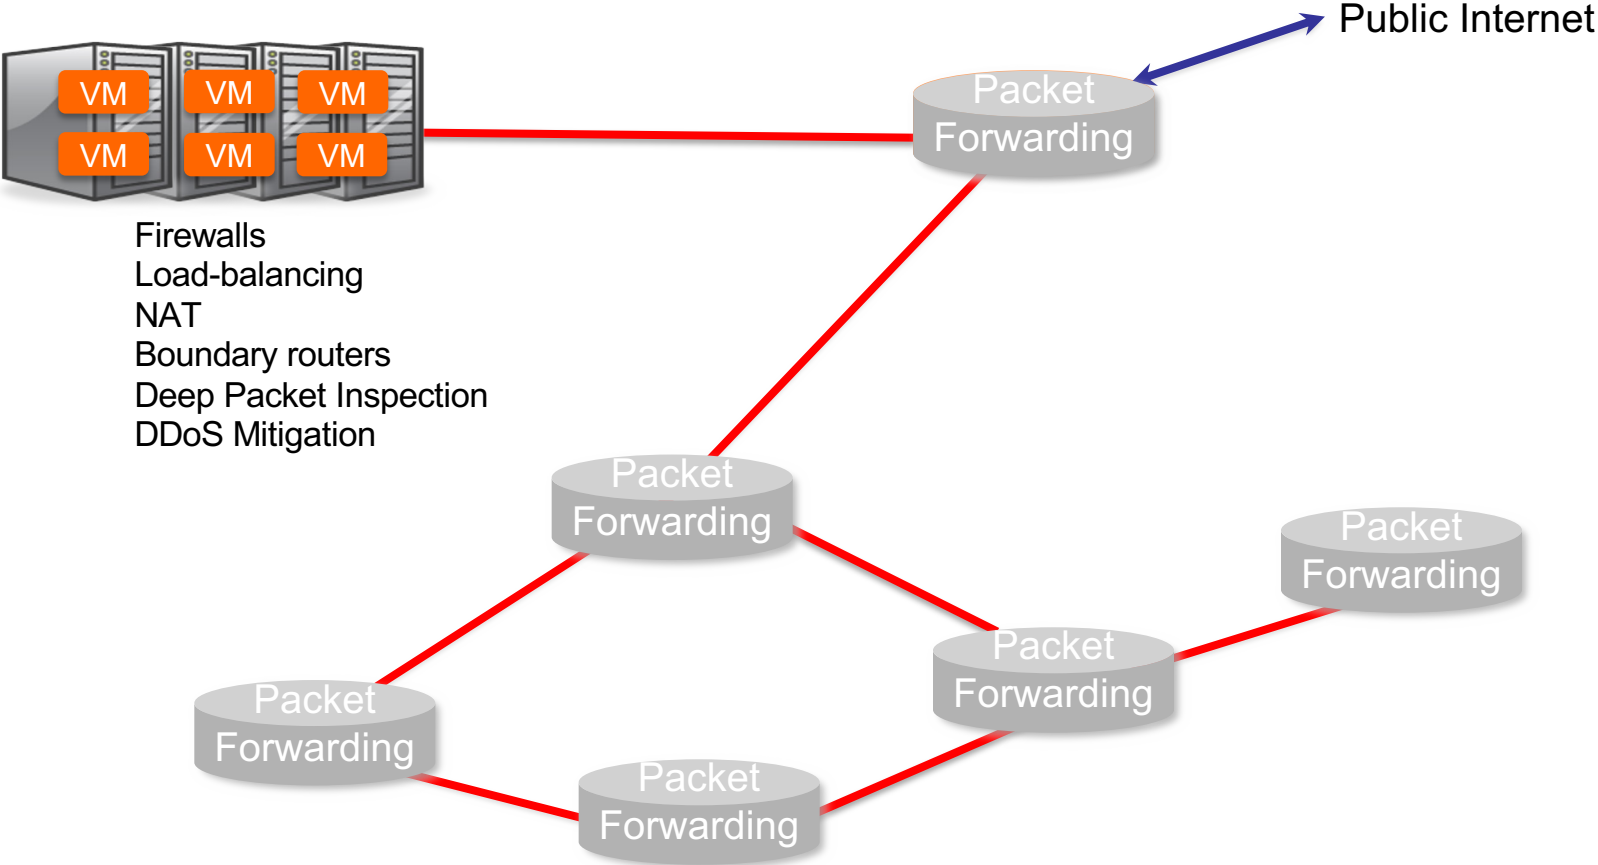 Public Internet
VM VM VM
VM VM VM
Packet
Forwarding
Firewalls
Load-balancing
NAT
Boundary routers
Deep Packet Inspection
DDoS Mitigation
Packet
Forwarding
Packet
Forwarding
Packet
Forwarding
Packet
Forwarding
Packet
Forwarding